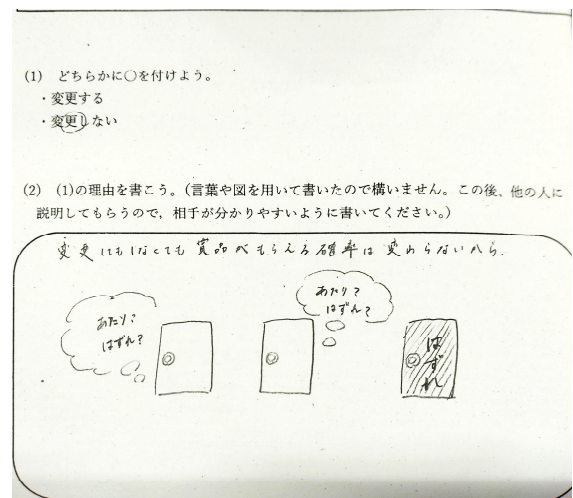 (1) どちらかに○を付けよう。
・変更する
・変更しない
(2) (1)の理由を書こう。(言葉や図を用いて書いたので構いません。この後、他の人に
説明してもらうので，相手が分かりやすいように書いてください。)
変更してもしなくても賞品がもらえる確率は変わらないから.
あたり?
はずれ?
あたり?
はずれ?
はずれ